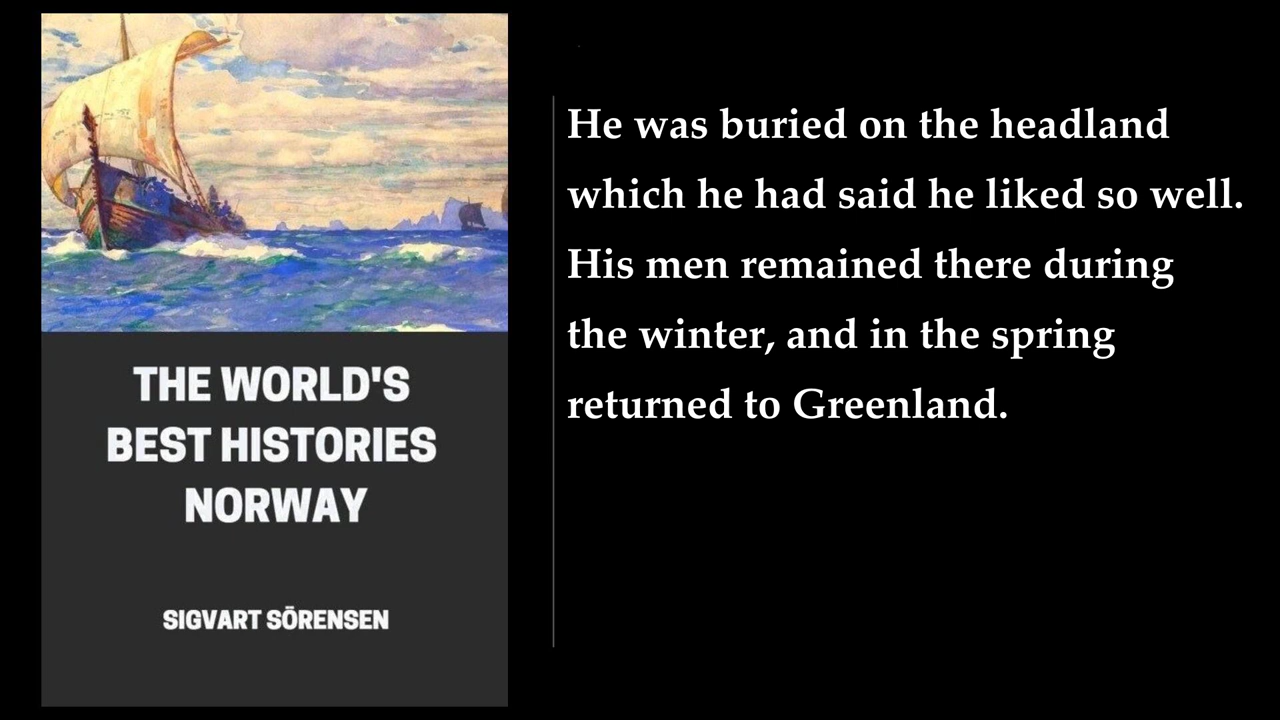 THE WORLD'S
BEST HISTORIES
NORWAY
SIGVART SÖRENSEN
He was buried on the headland
which he had said he liked so well.
His men remained there during
the winter, and in the spring
returned to Greenland.